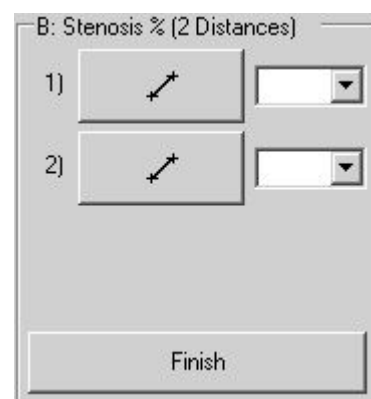 B: Stenosis % (2 Distances)
1)
2)
Finish